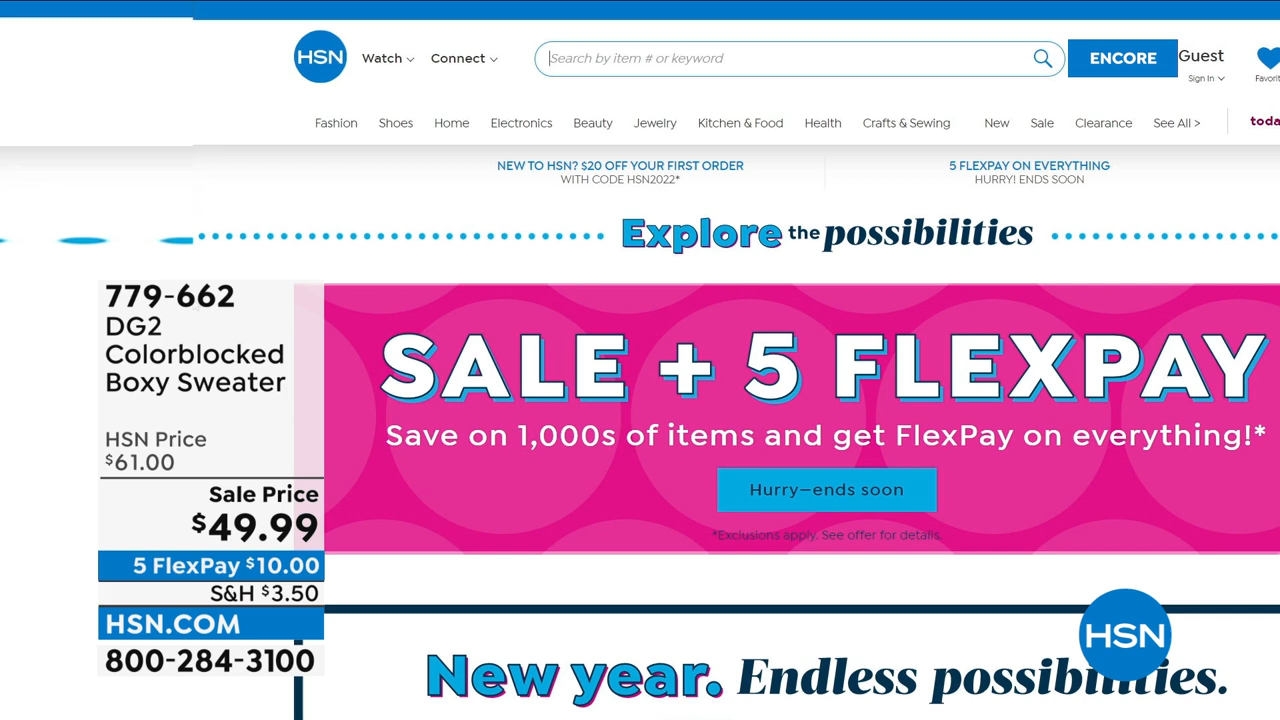 HSN
Watch
Connect
Search by item # or keyword
ENCORE
Guest
Sign In
Favorit
Fashion
Shoes
Home
Electronics
Beauty
Jewelry
Kitchen & Food
Health
Crafts & Sewing
New
Sale
Clearance
See All >
toda
NEW TO HSN? $20 OFF YOUR FIRST ORDER
WITH CODE HSN2022*
5 FLEXPAY ON EVERYTHING
HURRY! ENDS SOON
Explore the possibilities
779-662
DG2
Colorblocked
Boxy Sweater
HSN Price
$61.00
Sale Price
$49.99
5 FlexPay $10.00
S&H $3.50
HSN.COM
800-284-3100
SALE + 5 FLEXPAY
Save on 1,000s of items and get FlexPay on everything!*
Hurry—ends soon
*Exclusions apply. See offer for details.
HSN
New year. Endless possibilities.